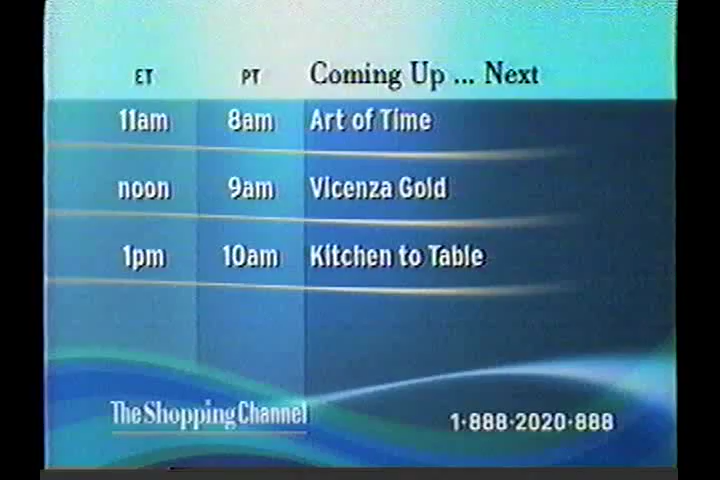 ET PT Coming Up ... Next
11am 8am Art of Time
noon 9am Vicenza Gold
1pm 10am Kitchen to Table
The Shopping Channel 1·888·2020·888